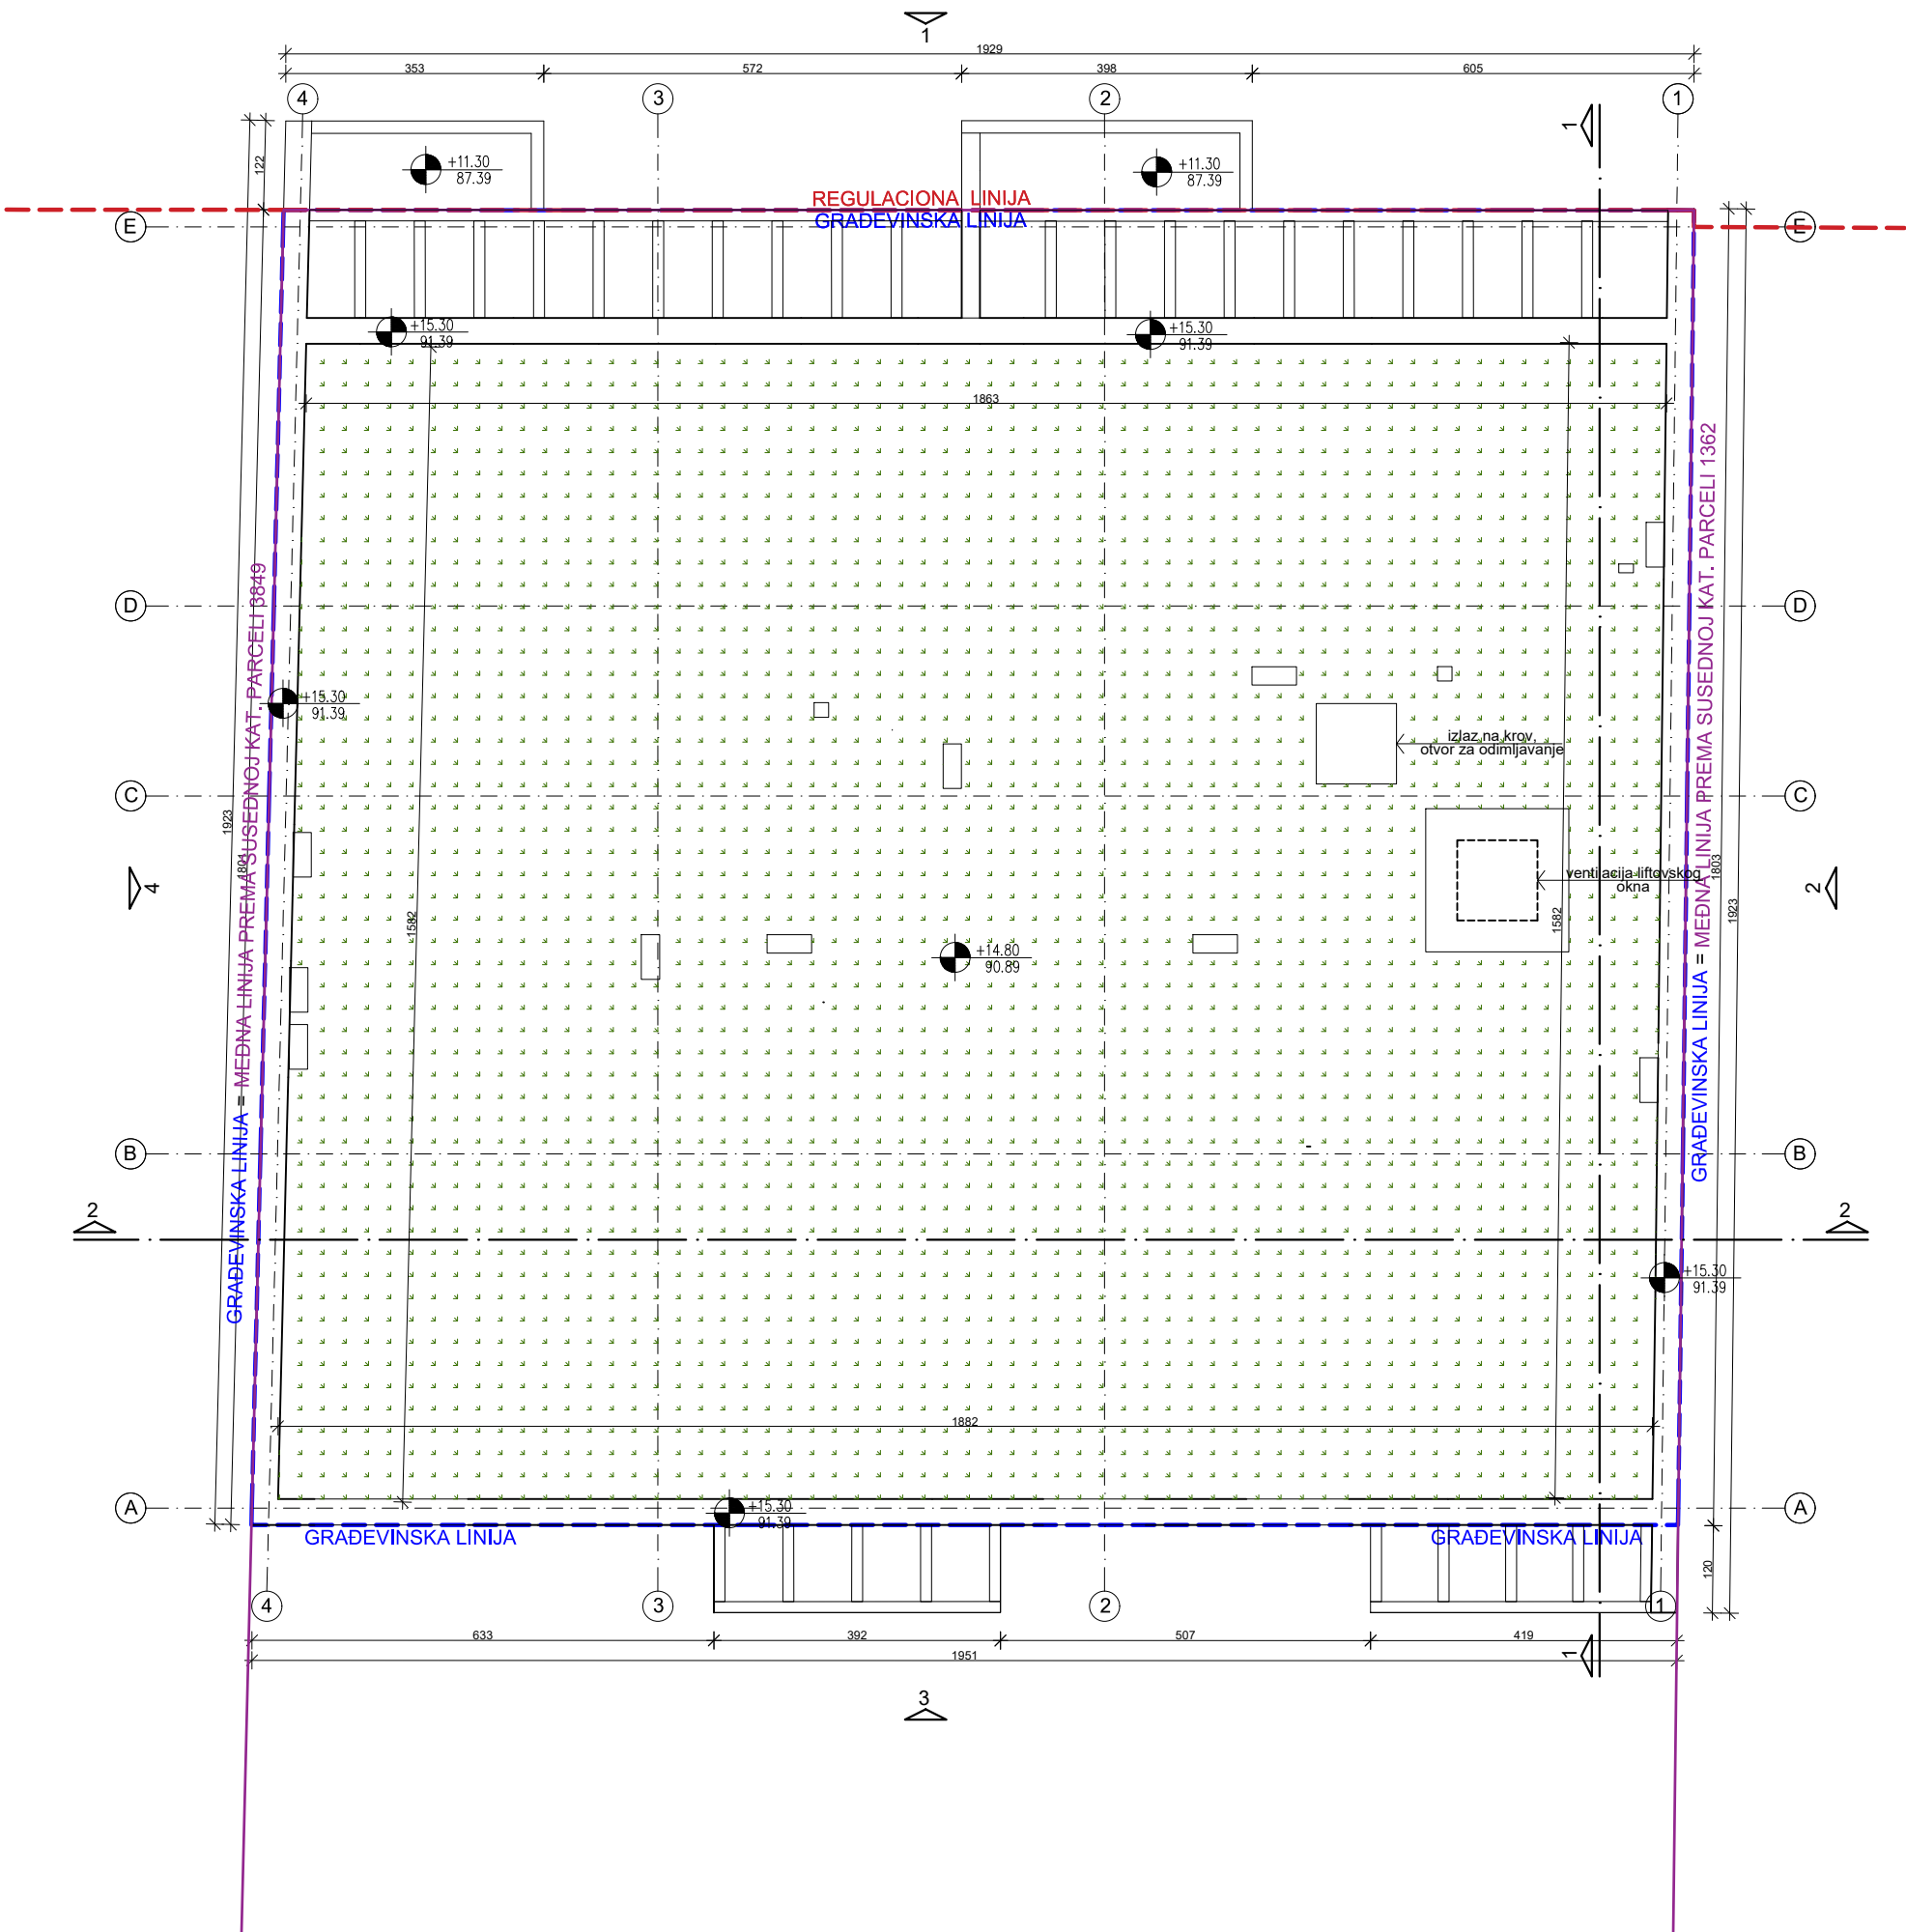 1
1929
353
572
398
605
4
3
2
1
1
122
+11.30
87.39
+11.30
87.39
REGULACIONA LINIJA
GRAĐEVINSKA LINIJA
E
E
+15.30
91.39
+15.30
91.39
1863
D
D
+15.30
91.39
izlaz na krov,
otvor za odimljavanje
C
C
1923
1801
1582
ventilacija liftovskog
okna
1803
1923
1582
4
2
+14.80
90.89
GRAĐEVINSKA LINIJA = MEĐNA LINIJA PREMA SUSEDNOJ KAT. PARCELI 3849
GRAĐEVINSKA LINIJA = MEĐNA LINIJA PREMA SUSEDNOJ KAT. PARCELI 1362
B
B
2
2
+15.30
91.39
1882
A
A
+15.30
91.39
GRAĐEVINSKA LINIJA
GRAĐEVINSKA LINIJA
120
4
3
2
1
633
392
507
419
1951
1
3